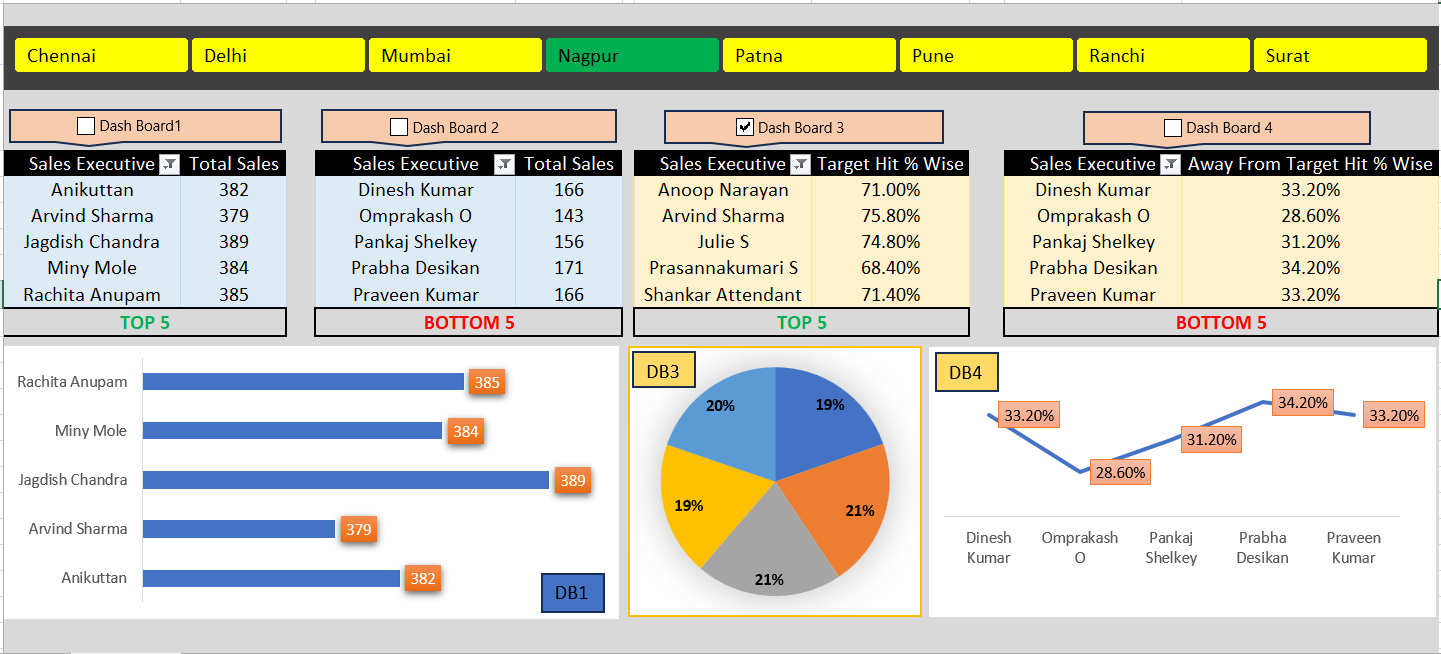 Chennai Delhi Mumbai Nagpur Patna Pune Ranchi Surat
Dash Board1
Sales Executive Total Sales
Anikuttan 382
Arvind Sharma 379
Jagdish Chandra 389
Miny Mole 384
Rachita Anupam 385
TOP 5
Dash Board 2
Sales Executive Total Sales
Dinesh Kumar 166
Omprakash O 143
Pankaj Shelkey 156
Prabha Desikan 171
Praveen Kumar 166
BOTTOM 5
Dash Board 3
Sales Executive Target Hit % Wise
Anoop Narayan 71.00%
Arvind Sharma 75.80%
Julie S 74.80%
Prasannakumari S 68.40%
Shankar Attendant 71.40%
TOP 5
Dash Board 4
Sales Executive Away From Target Hit % Wise
Dinesh Kumar 33.20%
Omprakash O 28.60%
Pankaj Shelkey 31.20%
Prabha Desikan 34.20%
Praveen Kumar 33.20%
BOTTOM 5
Rachita Anupam 385
Miny Mole 384
Jagdish Chandra 389
Arvind Sharma 379
Anikuttan 382
DB1
DB3
20% 19%
19% 21%
21%
DB4
33.20% 28.60% 31.20% 34.20% 33.20%
Dinesh Omprakash Pankaj Prabha Praveen
Kumar O Shelkey Desikan Kumar